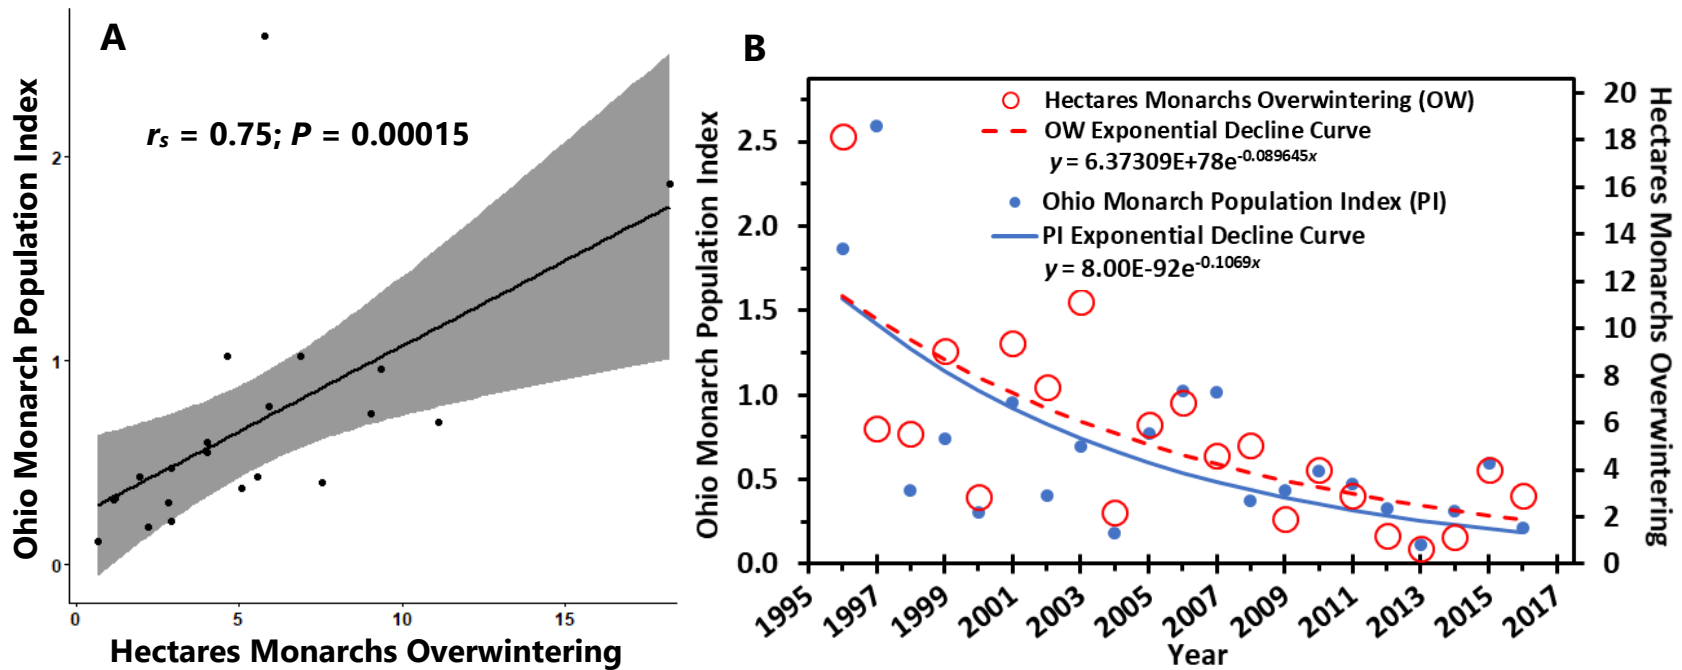 A
Ohio Monarch Population Index
r_s = 0.75; P = 0.00015
2
1
0
0
5
10
15
Hectares Monarchs Overwintering
B
Ohio Monarch Population Index
2.5
2.0
1.5
1.0
0.5
0.0
Hectares Monarchs Overwintering (OW)
OW Exponential Decline Curve
y = 6.37309E+78e^-0.089645x
Ohio Monarch Population Index (PI)
PI Exponential Decline Curve
y = 8.00E-92e^-0.1069x
20
18
16
14
12
10
8
6
4
2
0
Hectares Monarchs Overwintering
1995
1997
1999
2001
2003
2005
2007
2009
2011
2013
2015
2017
Year